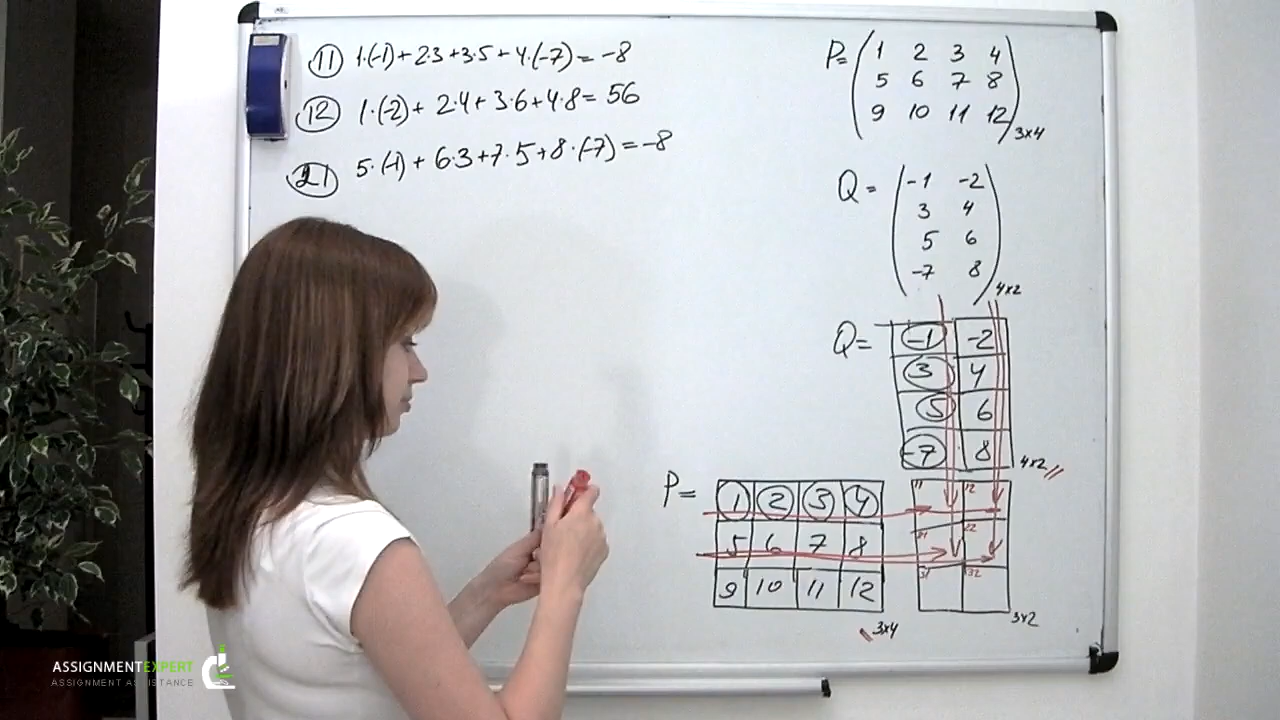 11 1·(-1)+2·3+3·5+4·(-7)=-8
12 1·(-2)+2·4+3·6+4·8=56
21 5·(-1)+6·3+7·5+8·(-7)=-8
P= 1 2 3 4
5 6 7 8
9 10 11 12 3x4
Q= -1 -2
3 4
5 6
-7 8 4x2
Q= -1 -2
3 4
5 6
-7 8 4x2
P= 1 2 3 4
5 6 7 8
9 10 11 12
3x4
11 12
21 22
31 32
3x2
ASSIGNMENTEXPERT
ASSIGNMENT ASSISTANCE